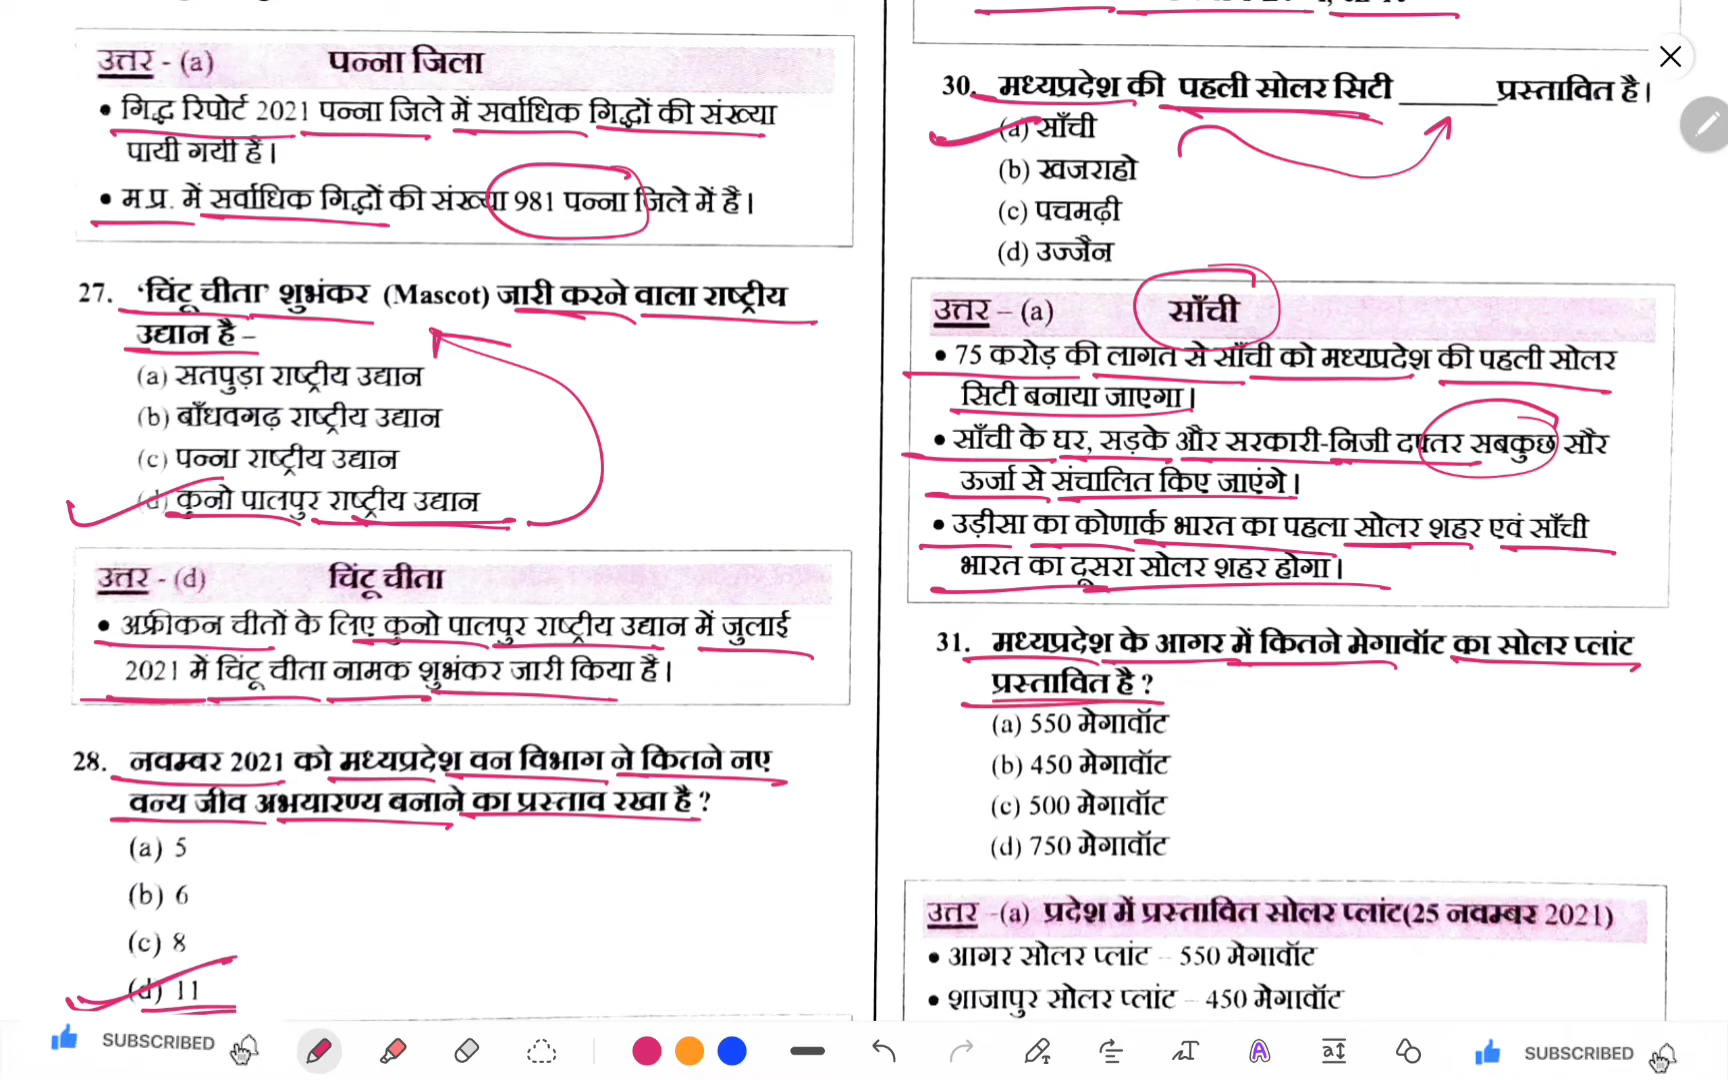 उत्तर - (a) पन्ना जिला
• गिद्ध रिपोर्ट 2021 पन्ना जिले में सर्वाधिक गिद्धों की संख्या
पायी गयी है।
• म.प्र. में सर्वाधिक गिद्धों की संख्या 981 पन्ना जिले में है।
27. 'चिंटू चीता' शुभंकर (Mascot) जारी करने वाला राष्ट्रीय
उद्यान है –
(a) सतपुड़ा राष्ट्रीय उद्यान
(b) बाँधवगढ़ राष्ट्रीय उद्यान
(c) पन्ना राष्ट्रीय उद्यान
(d) कुनो पालपुर राष्ट्रीय उद्यान
उत्तर - (d) चिंटू चीता
• अफ्रीकन चीतों के लिए कुनो पालपुर राष्ट्रीय उद्यान में जुलाई
2021 में चिंटू चीता नामक शुभंकर जारी किया है।
28. नवम्बर 2021 को मध्यप्रदेश वन विभाग ने कितने नए
वन्य जीव अभयारण्य बनाने का प्रस्ताव रखा है ?
(a) 5
(b) 6
(c) 8
(d) 11
30. मध्यप्रदेश की पहली सोलर सिटी ______प्रस्तावित है।
(a) साँची
(b) खजराहो
(c) पचमढ़ी
(d) उज्जैन
उत्तर – (a) साँची
• 75 करोड़ की लागत से साँची को मध्यप्रदेश की पहली सोलर
सिटी बनाया जाएगा।
• साँची के घर, सड़के और सरकारी-निजी दफ्तर सबकुछ सौर
ऊर्जा से संचालित किए जाएंगे।
• उड़ीसा का कोणार्क भारत का पहला सोलर शहर एवं साँची
भारत का दूसरा सोलर शहर होगा।
31. मध्यप्रदेश के आगर में कितने मेगावॉट का सोलर प्लांट
प्रस्तावित है ?
(a) 550 मेगावॉट
(b) 450 मेगावॉट
(c) 500 मेगावॉट
(d) 750 मेगावॉट
उत्तर -(a) प्रदेश में प्रस्तावित सोलर प्लांट(25 नवम्बर 2021)
• आगर सोलर प्लांट – 550 मेगावॉट
• शाजापुर सोलर प्लांट – 450 मेगावॉट
SUBSCRIBED
SUBSCRIBED